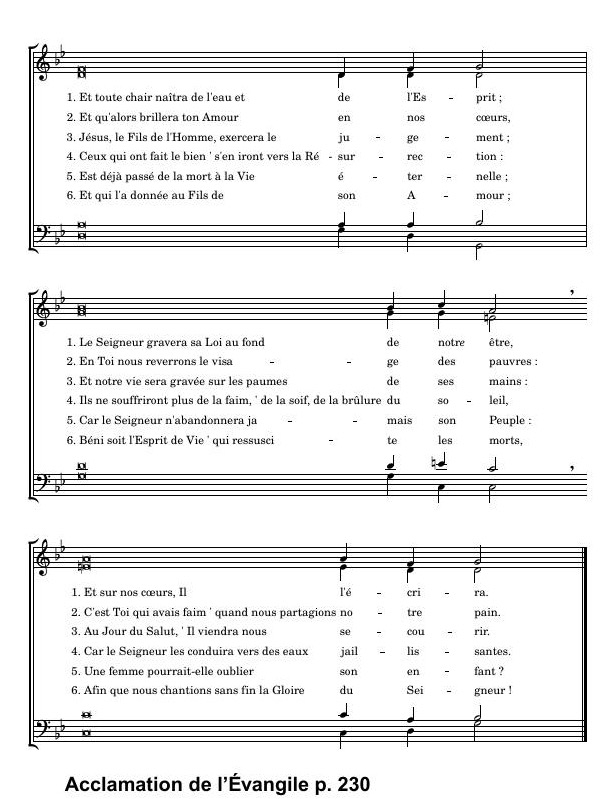 1. Et toute chair naîtra de l'eau et de l'Es - prit ;
2. Et qu'alors brillera ton Amour en nos cœurs,
3. Jésus, le Fils de l'Homme, exercera le ju - ge - ment ;
4. Ceux qui ont fait le bien ' s'en iront vers la Ré - sur - rec - tion :
5. Est déjà passé de la mort à la Vie é - ter - nelle ;
6. Et qui l'a donnée au Fils de son A - mour ;
1. Le Seigneur gravera sa Loi au fond de notre être,
2. En Toi nous reverrons le visa - - ge des pauvres :
3. Et notre vie sera gravée sur les paumes de ses mains :
4. Ils ne souffriront plus de la faim, ' de la soif, de la brûlure du so - leil,
5. Car le Seigneur n'abandonnera ja - - mais son Peuple :
6. Béni soit l'Esprit de Vie ' qui ressusci - te les morts,
1. Et sur nos cœurs, Il l'é - cri - ra.
2. C'est Toi qui avais faim ' quand nous partagions no - tre pain.
3. Au Jour du Salut, ' Il viendra nous se - cou - rir.
4. Car le Seigneur les conduira vers des eaux jail - lis - santes.
5. Une femme pourrait-elle oublier son en - fant ?
6. Afin que nous chantions sans fin la Gloire du Sei - gneur !
Acclamation de l'Évangile p. 230